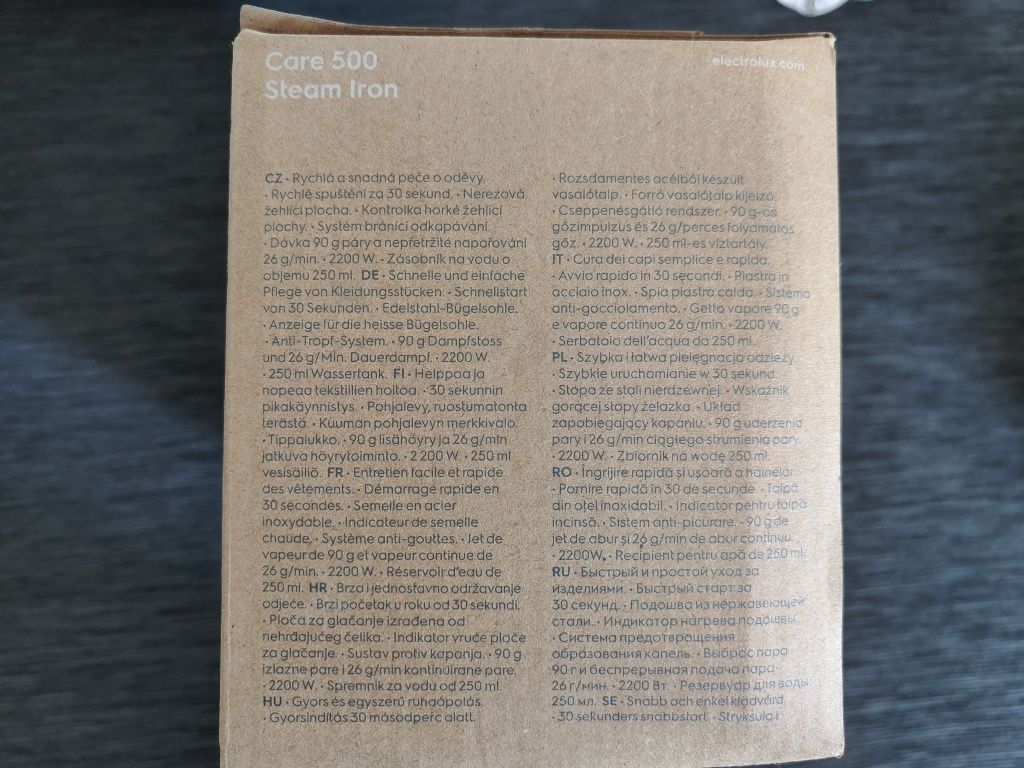 Care 500
Steam Iron
electrolux.com
CZ · Rychlá a snadná péče o oděvy.
· Rychlé spuštění za 30 sekund. · Nerezová
žehlicí plocha. · Kontrolka horké žehlicí
plochy. · Systém bránící odkapávání.
· Dávka 90 g páry a nepřetržité napařování
26 g/min. · 2200 W. · Zásobník na vodu o
objemu 250 ml. DE · Schnelle und einfache
Pflege von Kleidungsstücken. · Schnellstart
von 30 Sekunden. · Edelstahl-Bügelsohle.
· Anzeige für die heisse Bügelsohle.
· Anti-Tropf-System. · 90 g Dampfstoss
und 26 g/Min. Dauerdampf. · 2200 W.
· 250 ml Wassertank. FI · Helppoa ja
nopeaa tekstiilien hoitoa. · 30 sekunnin
pikakäynnistys. · Pohjalevy, ruostumatonta
terästä. · Kuuman pohjalevyn merkkivalo.
· Tippalukko. · 90 g lisähöyry ja 26 g/min
jatkuva höyrytoiminto. · 2 200 W. · 250 ml
vesisäiliö. FR · Entretien facile et rapide
des vêtements. · Démarrage rapide en
30 secondes. · Semelle en acier
inoxydable. · Indicateur de semelle
chaude. · Système anti-gouttes. · Jet de
vapeur de 90 g et vapeur continue de
26 g/min. · 2200 W. · Réservoir d'eau de
250 ml. HR · Brzo i jednostavno održavanje
odjeće. · Brzi početak u roku od 30 sekundi.
· Ploča za glačanje izrađena od
nehrđajućeg čelika. · Indikator vruće ploče
za glačanje. · Sustav protiv kapanja. · 90 g
izlazne pare i 26 g/min kontinuirane pare.
· 2200 W. · Spremnik za vodu od 250 ml.
HU · Gyors és egyszerű ruhaápolás.
· Gyorsindítás 30 másodperc alatt.
· Rozsdamentes acélból készült
vasalótalp. · Forró vasalótalp kijelző.
· Cseppenésgátló rendszer. · 90 g-os
gőzimpulzus és 26 g/perces folyamatos
gőz. · 2200 W. · 250 ml-es víztartály.
IT · Cura dei capi semplice e rapida.
· Avvio rapido in 30 secondi. · Piastra in
acciaio inox. · Spia piastra calda. · Sistema
anti-gocciolamento. · Getto vapore 90 g
e vapore continuo 26 g/min. · 2200 W.
· Serbatoio dell'acqua da 250 ml.
PL · Szybka i łatwa pielęgnacja odzieży.
· Szybkie uruchamianie w 30 sekund.
· Stopa ze stali nierdzewnej. · Wskaźnik
gorącej stopy żelazka. · Układ
zapobiegający kapaniu. · 90 g uderzenia
pary i 26 g/min ciągłego strumienia pary.
· 2200 W. · Zbiornik na wodę 250 ml.
RO · Îngrijire rapidă și ușoară a hainelor.
· Pornire rapidă în 30 de secunde. · Talpă
din oțel inoxidabil. · Indicator pentru talpă
incinsă. · Sistem anti-picurare. · 90 g de
jet de abur și 26 g/min de abur continuu.
· 2200W. · Recipient pentru apă de 250 ml.
RU · Быстрый и простой уход за
изделиями. · Быстрый старт за
30 секунд. · Подошва из нержавеющей
стали. · Индикатор нагрева подошвы.
· Система предотвращения
образования капель. · Выброс пара
90 г и беспрерывная подача пара
26 г/мин. · 2200 Вт. · Резервуар для воды
250 мл. SE · Snabb och enkel klädvård.
· 30 sekunders snabbstart. · Stryksula i